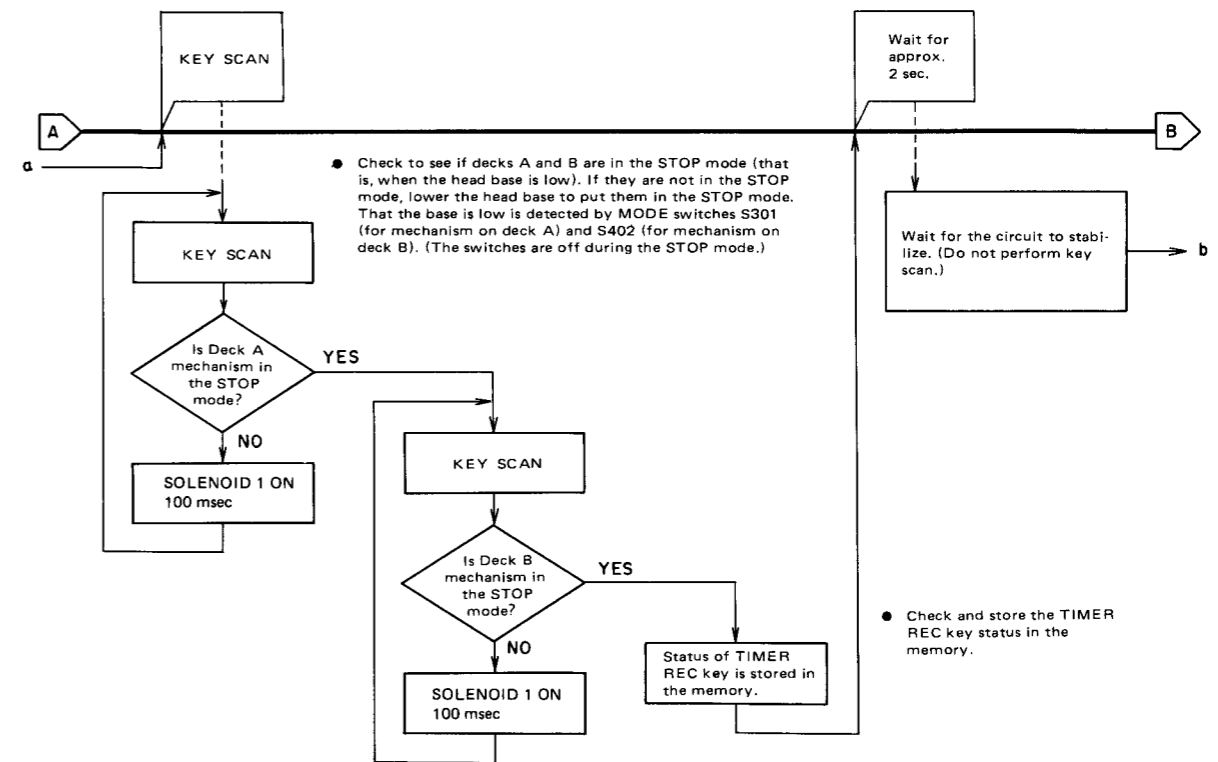 KEY SCAN
Wait for
approx.
2 sec.
A
B
a
● Check to see if decks A and B are in the STOP mode (that
is, when the head base is low). If they are not in the STOP
mode, lower the head base to put them in the STOP mode.
That the base is low is detected by MODE switches S301
(for mechanism on deck A) and S402 (for mechanism on
deck B). (The switches are off during the STOP mode.)
KEY SCAN
Wait for the circuit to stabi-
lize. (Do not perform key
scan.)
b
Is Deck A
mechanism in
the STOP
mode?
YES
NO
SOLENOID 1 ON
100 msec
KEY SCAN
Is Deck B
mechanism in
the STOP
mode?
YES
NO
SOLENOID 1 ON
100 msec
Status of TIMER
REC key is stored in
the memory.
● Check and store the TIMER
REC key status in the
memory.